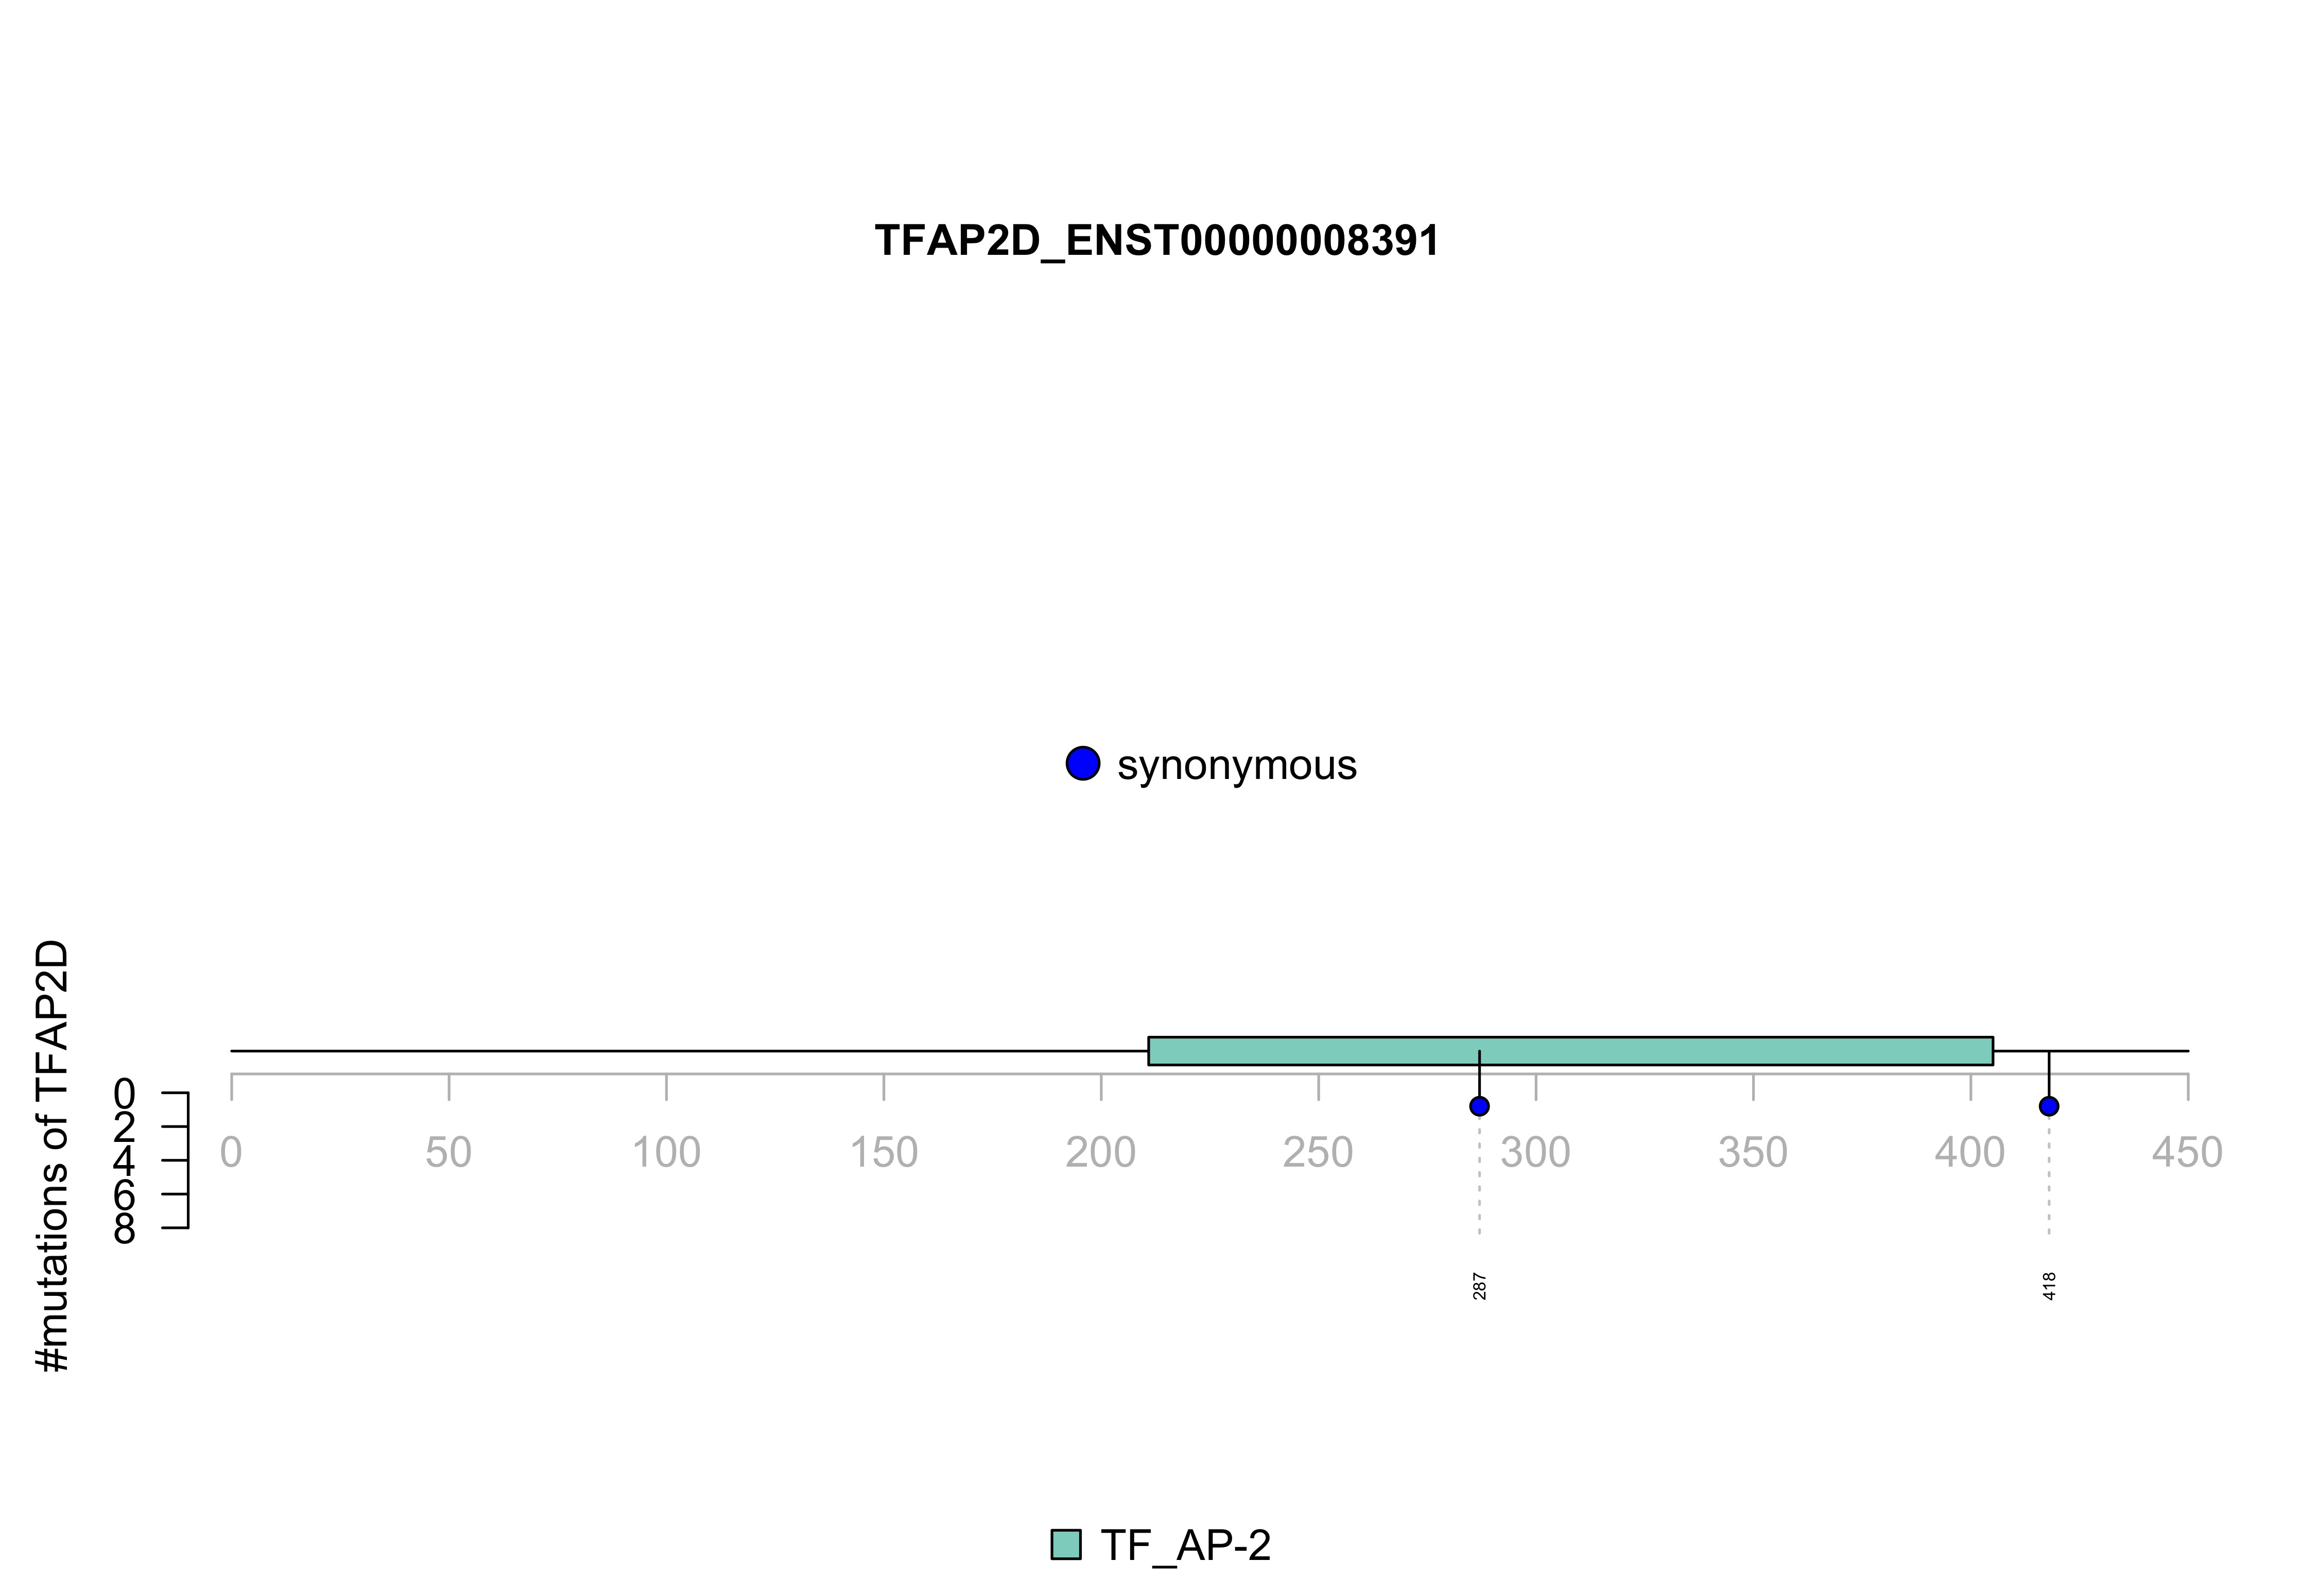 TFAP2D_ENST00000008391
synonymous
#mutations of TFAP2D
0
2
4
6
8
0 50 100 150 200 250 300 350 400 450
287 418
TF_AP-2